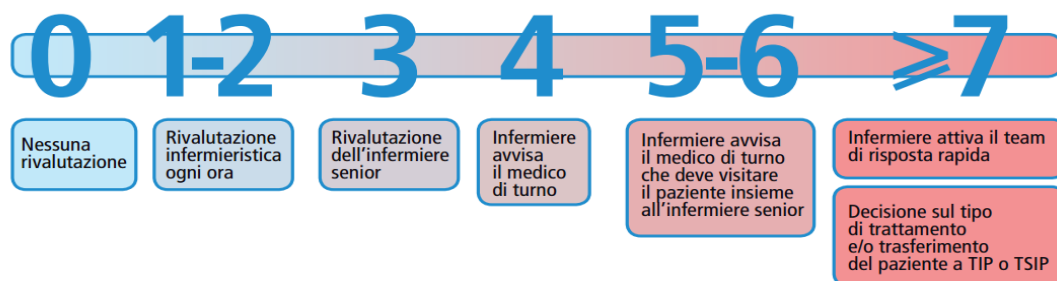 0 1-2 3 4 5-6 ≥7
Nessuna
rivalutazione
Rivalutazione
infermieristica
ogni ora
Rivalutazione
dell'infermiere
senior
Infermiere
avvisa
il medico
di turno
Infermiere avvisa
il medico di turno
che deve visitare
il paziente insieme
all'infermiere senior
Infermiere attiva il team
di risposta rapida
Decisione sul tipo
di trattamento
e/o trasferimento
del paziente a TIP o TSIP